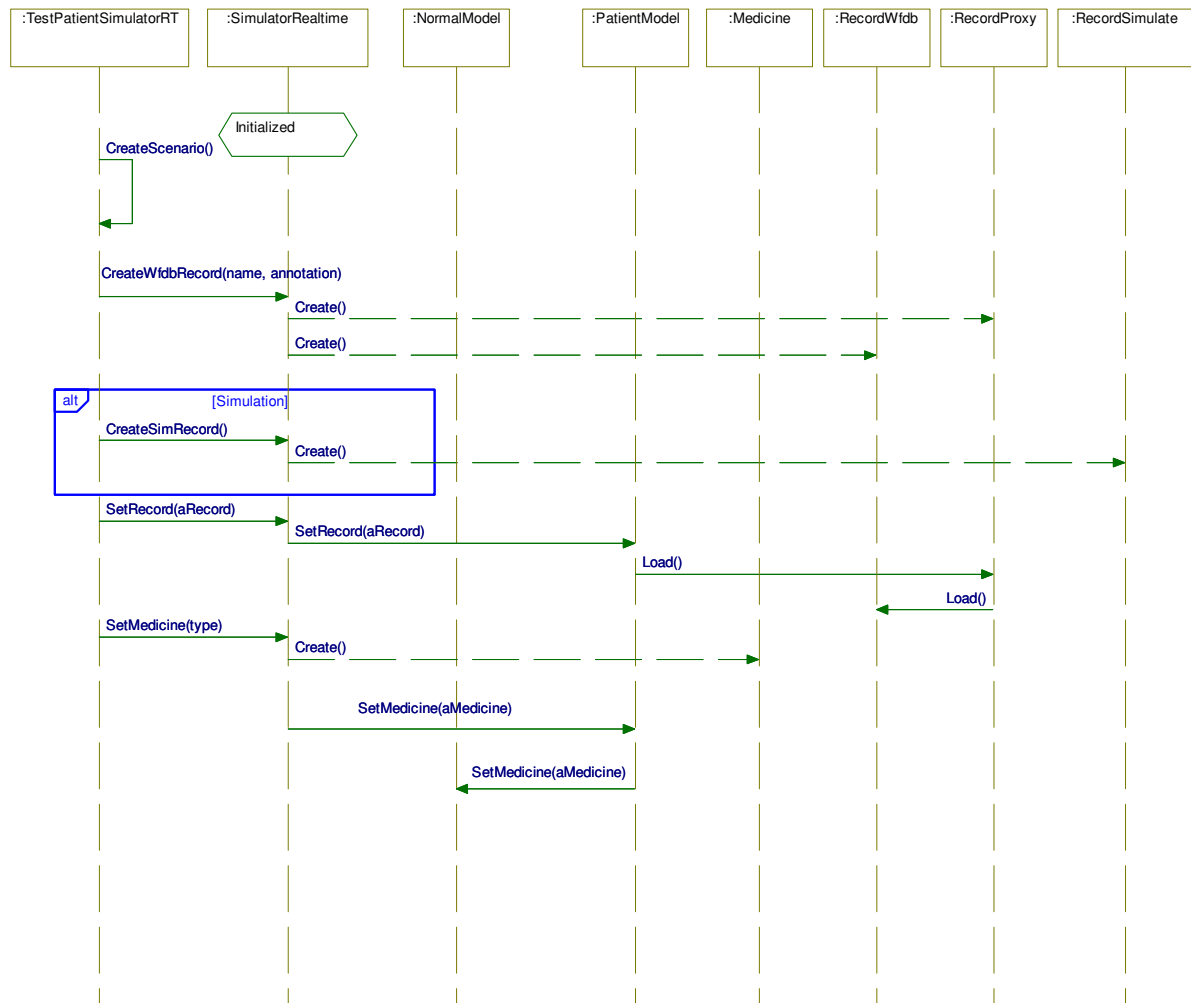 :TestPatientSimulatorRT
:SimulatorRealtime
:NormalModel
:PatientModel
:Medicine
:RecordWfdb
:RecordProxy
:RecordSimulate
Initialized
CreateScenario()
CreateWfdbRecord(name, annotation)
Create()
Create()
alt
[Simulation]
CreateSimRecord()
Create()
SetRecord(aRecord)
SetRecord(aRecord)
Load()
Load()
SetMedicine(type)
Create()
SetMedicine(aMedicine)
SetMedicine(aMedicine)